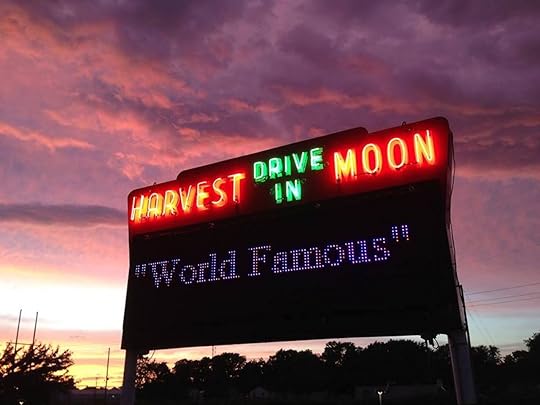 HARVEST DRIVE IN MOON
"World Famous"